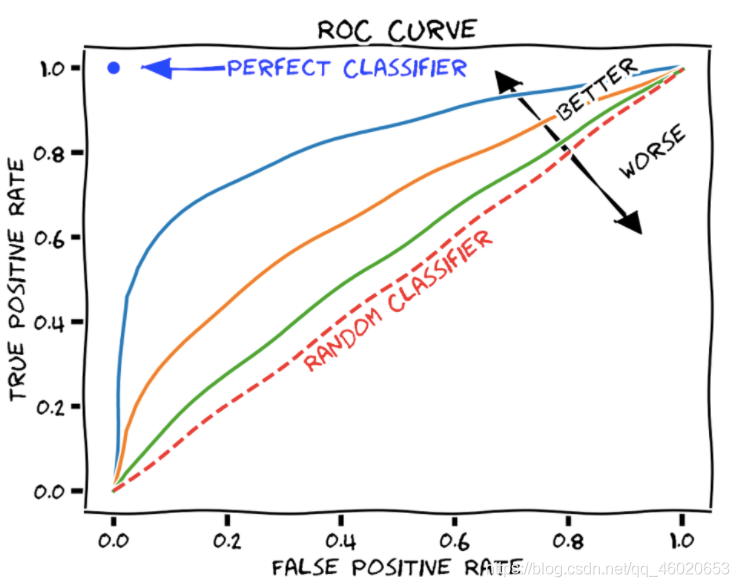 ROC CURVE
PERFECT CLASSIFIER
BETTER
WORSE
RANDOM CLASSIFIER
TRUE POSITIVE RATE
1.0
0.8
0.6
0.4
0.2
0.0
0.0 0.2 0.4 0.6 0.8 1.0
FALSE POSITIVE RATE
https://blog.csdn.net/qq_46020653